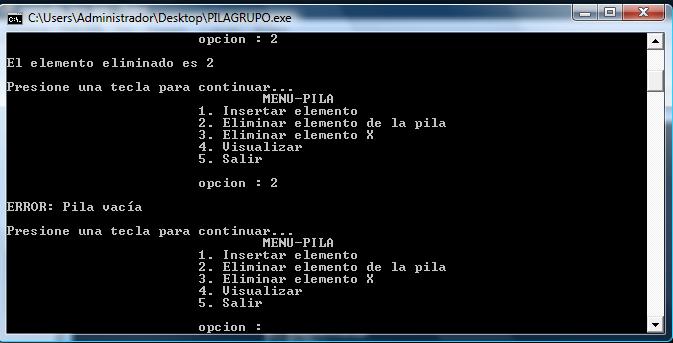 C:\Users\Administrador\Desktop\PILAGRUPO.exe
opcion : 2
El elemento eliminado es 2
Presione una tecla para continuar...
MENU-PILA
1. Insertar elemento
2. Eliminar elemento de la pila
3. Eliminar elemento X
4. Visualizar
5. Salir
opcion : 2
ERROR: Pila vacía
Presione una tecla para continuar...
MENU-PILA
1. Insertar elemento
2. Eliminar elemento de la pila
3. Eliminar elemento X
4. Visualizar
5. Salir
opcion :